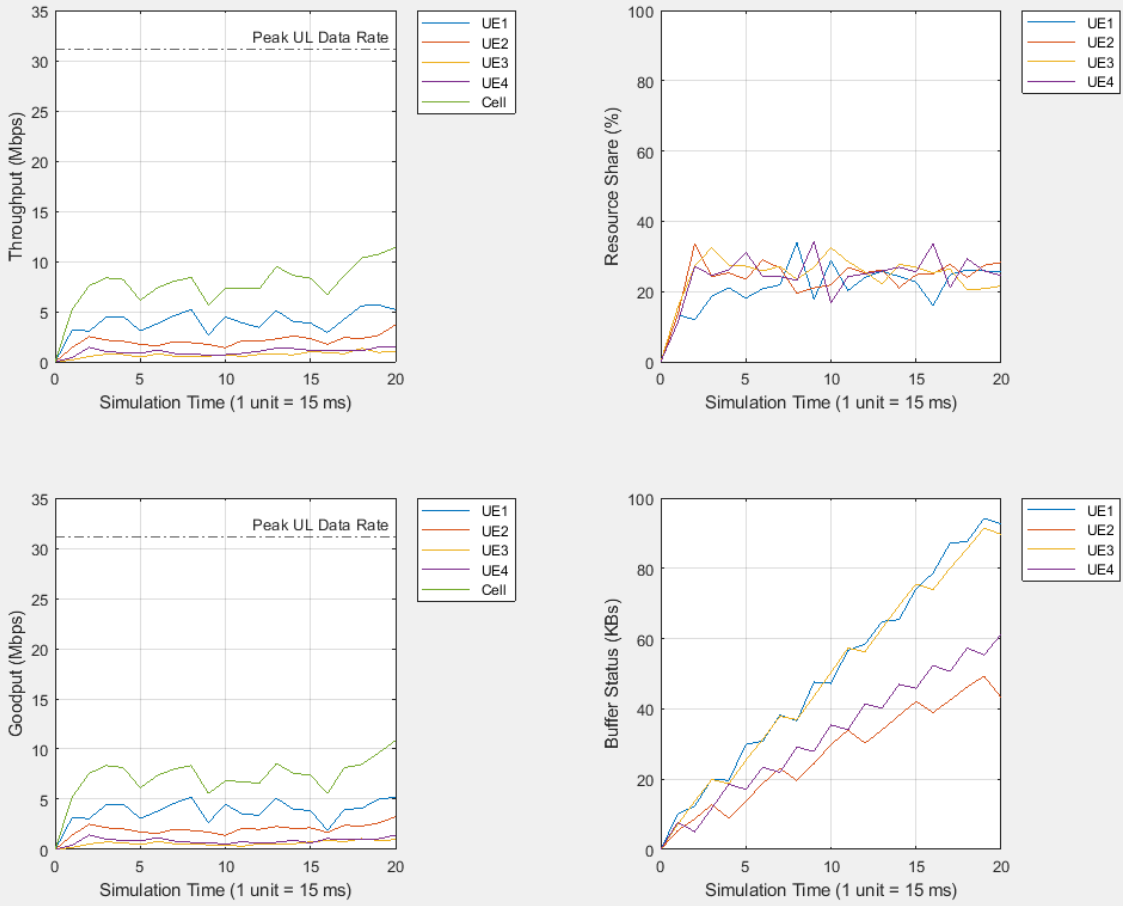 35
30
25
20
15
10
5
0
Throughput (Mbps)
Peak UL Data Rate
0 5 10 15 20
Simulation Time (1 unit = 15 ms)
UE1
UE2
UE3
UE4
Cell
100
80
60
40
20
0
Resource Share (%)
0 5 10 15 20
Simulation Time (1 unit = 15 ms)
UE1
UE2
UE3
UE4
35
30
25
20
15
10
5
0
Goodput (Mbps)
Peak UL Data Rate
0 5 10 15 20
Simulation Time (1 unit = 15 ms)
UE1
UE2
UE3
UE4
Cell
100
80
60
40
20
0
Buffer Status (KBs)
0 5 10 15 20
Simulation Time (1 unit = 15 ms)
UE1
UE2
UE3
UE4